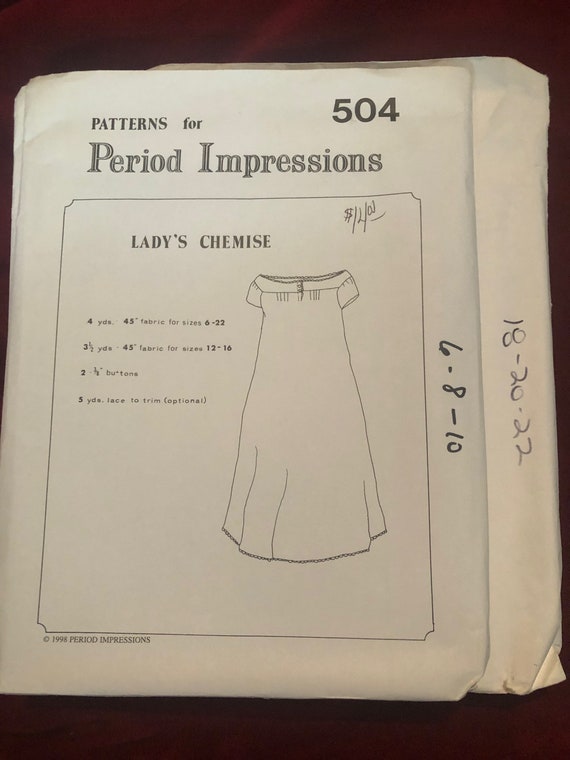 504
PATTERNS for
Period Impressions
$12.00
LADY'S CHEMISE
4 yds. 45" fabric for sizes 6-22
3½ yds - 45" fabric for sizes 12-16
2 - ½" buttons
5 yds. lace to trim (optional)
© 1998 PERIOD IMPRESSIONS
6-8-10
18-20-22